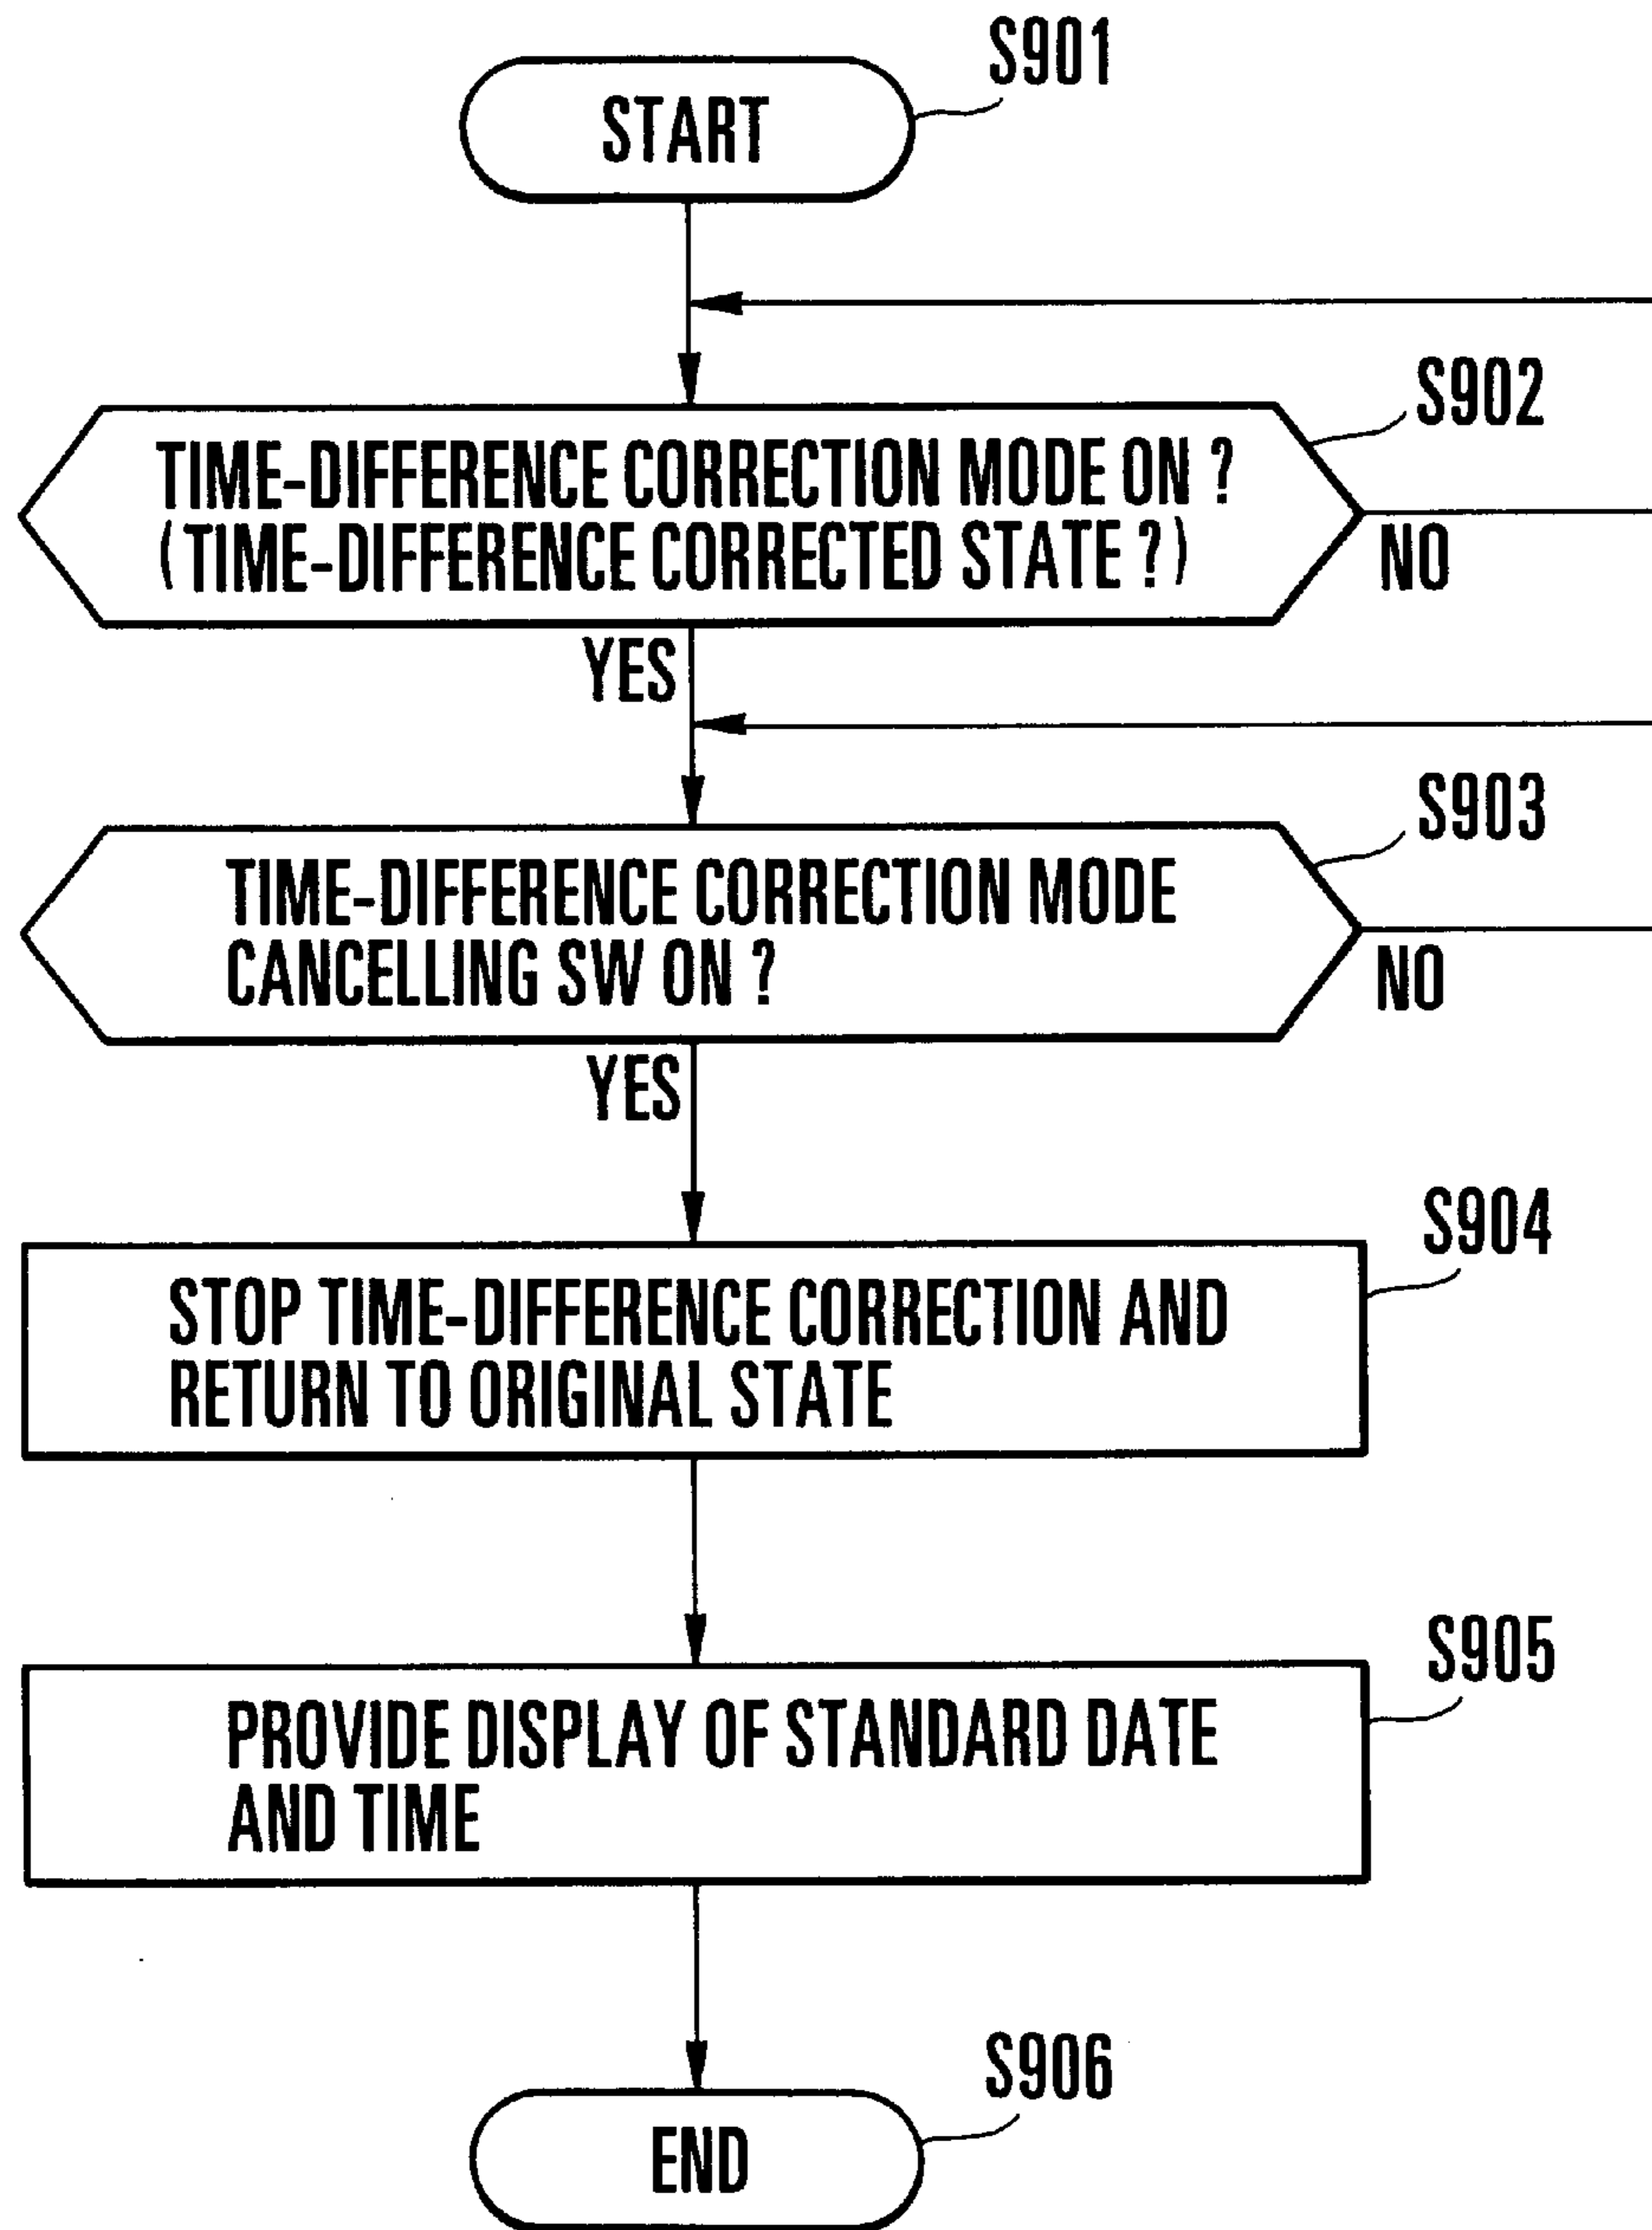 S901
START
S902
TIME-DIFFERENCE CORRECTION MODE ON ?
(TIME-DIFFERENCE CORRECTED STATE ?)
NO
YES
S903
TIME-DIFFERENCE CORRECTION MODE
CANCELLING SW ON ?
NO
YES
S904
STOP TIME-DIFFERENCE CORRECTION AND
RETURN TO ORIGINAL STATE
S905
PROVIDE DISPLAY OF STANDARD DATE
AND TIME
S906
END